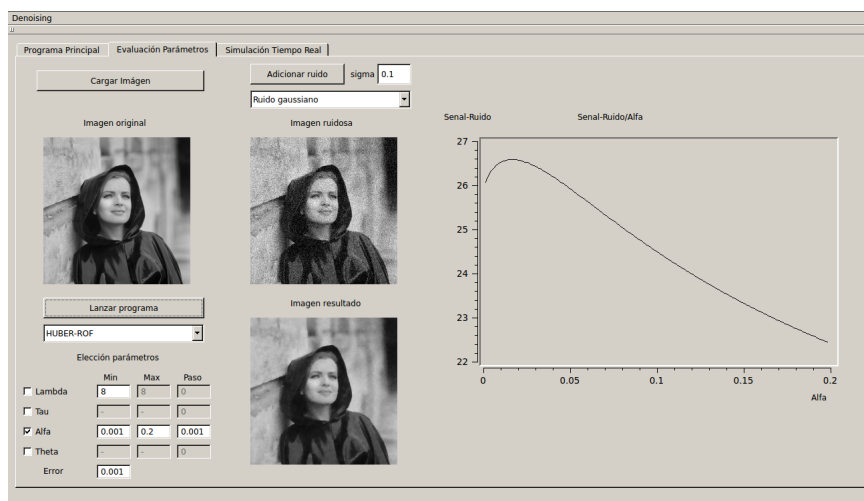 Denoising
Programa Principal
Evaluación Parámetros
Simulación Tiempo Real
Cargar Imágen
Adicionar ruido
sigma
0.1
Ruido gaussiano
Imagen original
Imagen ruidosa
Lanzar programa
HUBER-ROF
Imagen resultado
Elección parámetros
Min Max Paso
Lambda 8 8 0
Tau - - 0
Alfa 0.001 0.2 0.001
Theta - - 0
Error 0.001
Senal-Ruido
Senal-Ruido/Alfa
27
26
25
24
23
22
0 0.05 0.1 0.15 0.2
Alfa